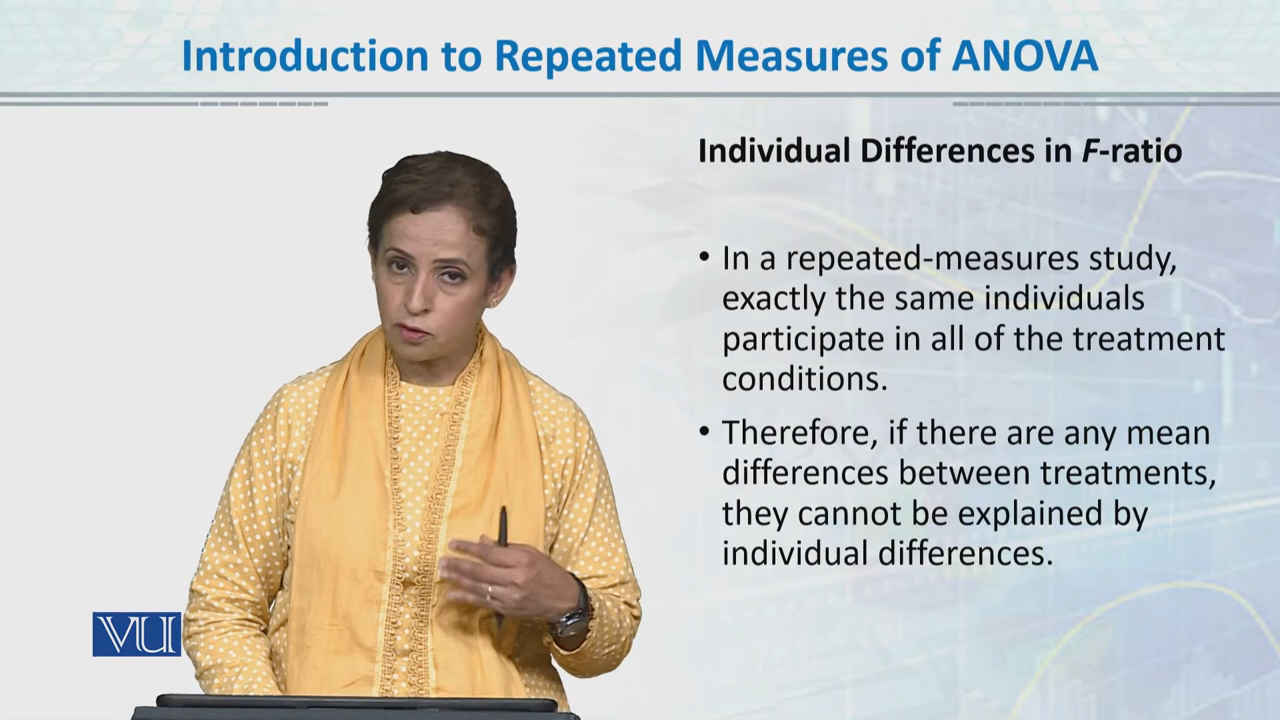 Introduction to Repeated Measures of ANOVA
Individual Differences in F-ratio
• In a repeated-measures study,
exactly the same individuals
participate in all of the treatment
conditions.
• Therefore, if there are any mean
differences between treatments,
they cannot be explained by
individual differences.
VU